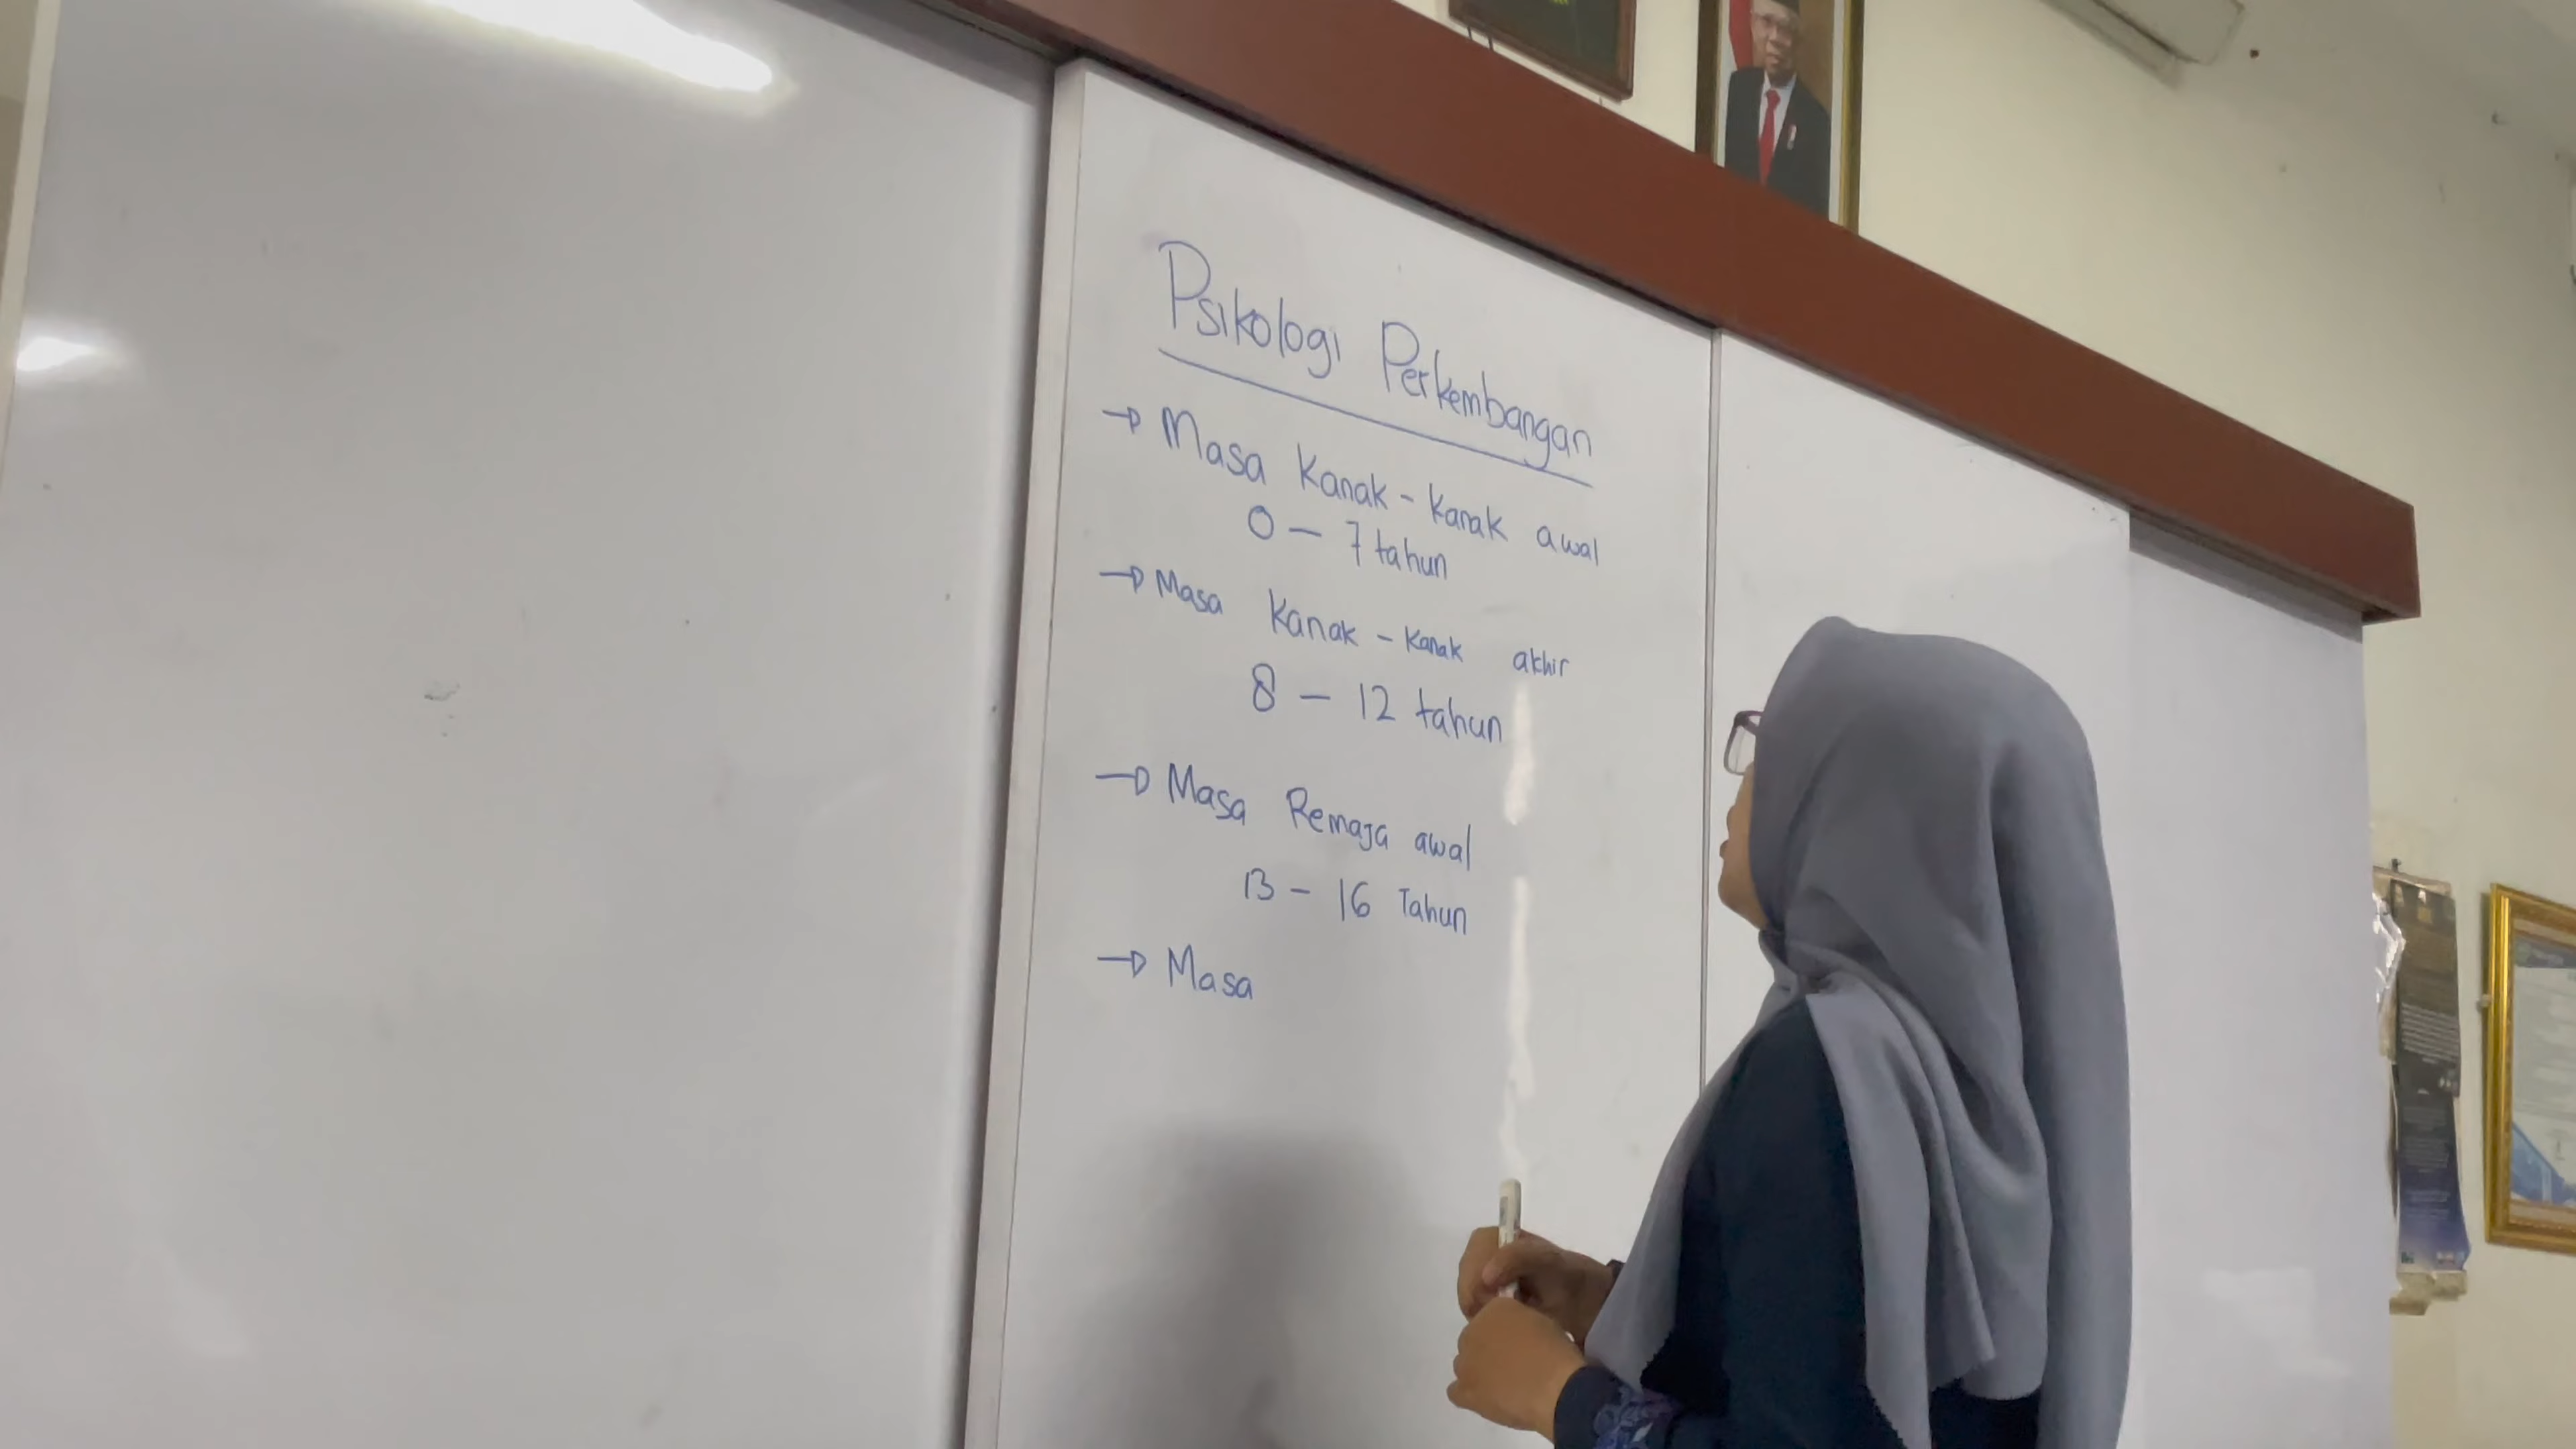 Psikologi Perkembangan
→ Masa Kanak - Kanak awal
0 - 7 tahun
→ Masa Kanak - Kanak akhir
8 - 12 tahun
→ Masa Remaja awal
13 - 16 Tahun
→ Masa